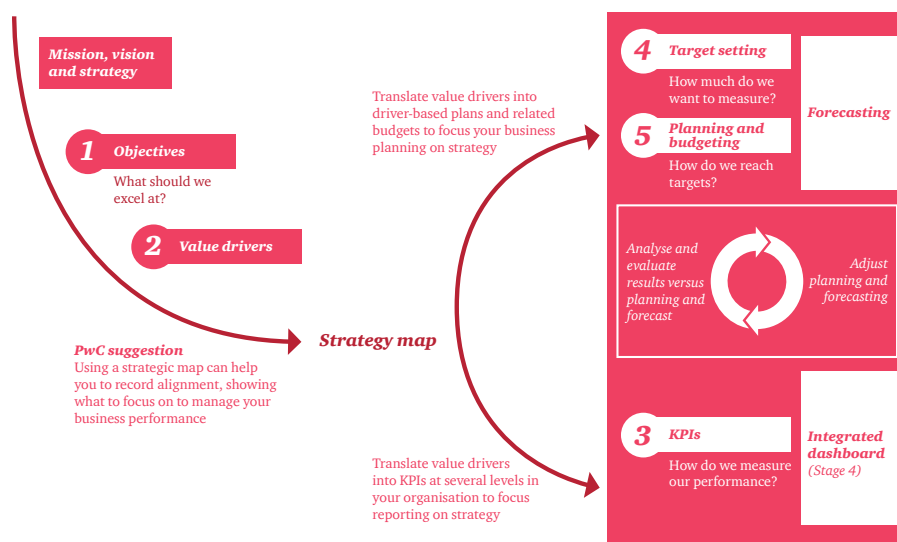 Mission, vision
and strategy
1
Objectives
What should we
excel at?
2
Value drivers
PwC suggestion
Using a strategic map can help
you to record alignment, showing
what to focus on to manage your
business performance
Strategy map
Translate value drivers into
driver-based plans and related
budgets to focus your business
planning on strategy
Translate value drivers
into KPIs at several levels in
your organisation to focus
reporting on strategy
4
Target setting
How much do we
want to measure?
5
Planning and
budgeting
How do we reach
targets?
Forecasting
Analyse and
evaluate
results versus
planning and
forecast
Adjust
planning and
forecasting
3
KPIs
How do we measure
our performance?
Integrated
dashboard
(Stage 4)